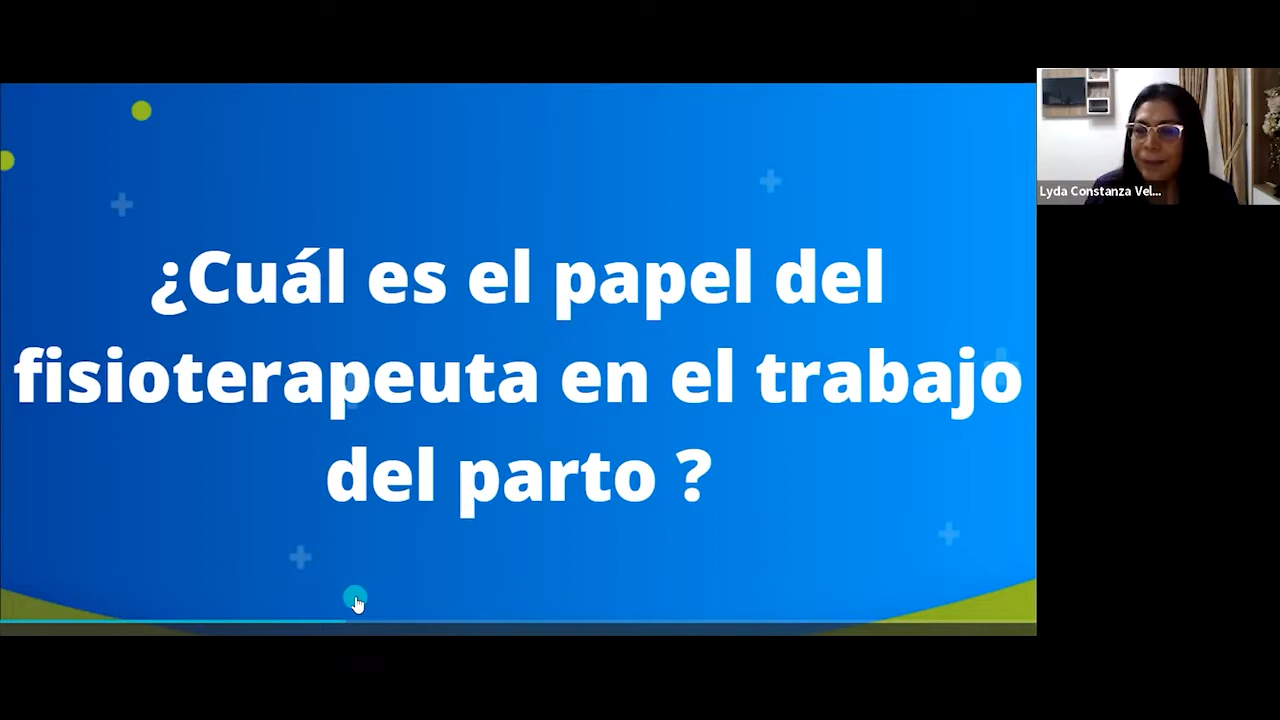 ¿Cuál es el papel del
fisioterapeuta en el trabajo
del parto ?
Lyda Constanza Vel...